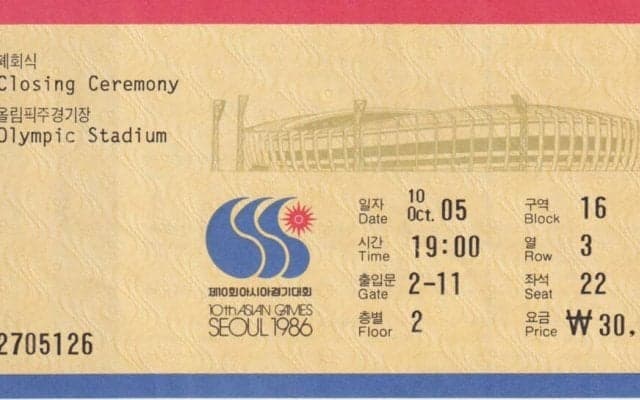 폐회식
Closing Ceremony
올림픽주경기장
Olympic Stadium
제10회아시아경기대회
10th ASIAN GAMES
SEOUL 1986
2705126
일자 10
Date Oct. 05
시간
Time 19:00
출입문
Gate 2-11
층별
Floor 2
구역
Block 16
열
Row 3
좌석
Seat 22
요금
Price ₩30,